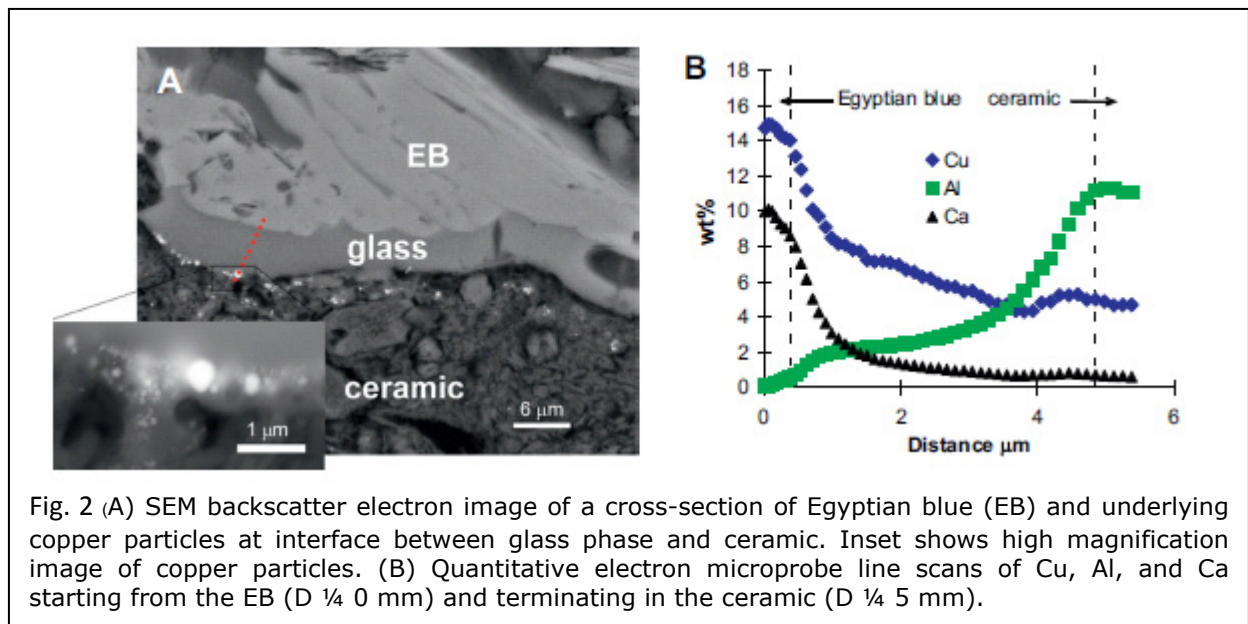 A
EB
glass
ceramic
6 μm
1 μm
B
18
16
14
12
10
8
6
4
2
0
wt%
Egyptian blue ceramic
Cu
Al
Ca
0 2 4 6
Distance μm
Fig. 2 (A) SEM backscatter electron image of a cross-section of Egyptian blue (EB) and underlying
copper particles at interface between glass phase and ceramic. Inset shows high magnification
image of copper particles. (B) Quantitative electron microprobe line scans of Cu, Al, and Ca
starting from the EB (D ¼ 0 mm) and terminating in the ceramic (D ¼ 5 mm).